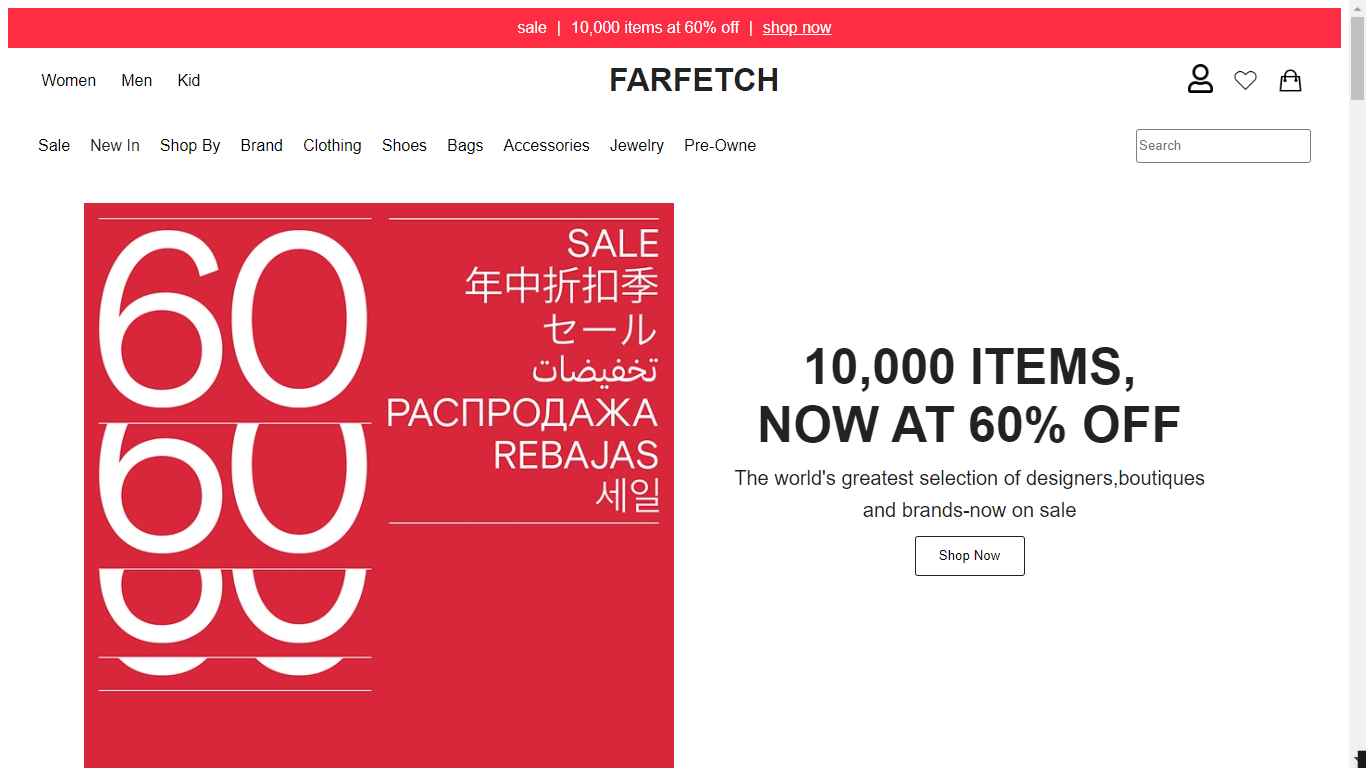 sale | 10,000 items at 60% off | shop now
Women Men Kid
FARFETCH
Sale New In Shop By Brand Clothing Shoes Bags Accessories Jewelry Pre-Owne
Search
60
60
60
60
SALE
年中折扣季
セール
تخفيضات
РАСПРОДАЖА
REBAJAS
세일
10,000 ITEMS,
NOW AT 60% OFF
The world's greatest selection of designers,boutiques
and brands-now on sale
Shop Now